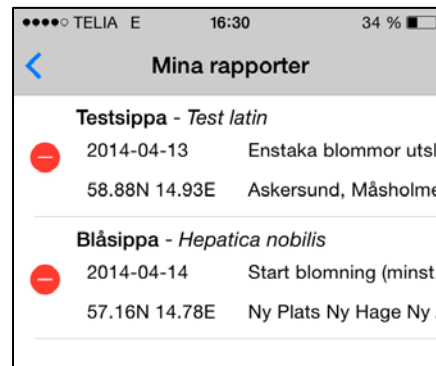 TELIA E 16:30 34 %
Mina rapporter
Testsippa - Test latin
2014-04-13 Enstaka blommor utsl
58.88N 14.93E Askersund, Måsholme
Blåsippa - Hepatica nobilis
2014-04-14 Start blomning (minst
57.16N 14.78E Ny Plats Ny Hage Ny